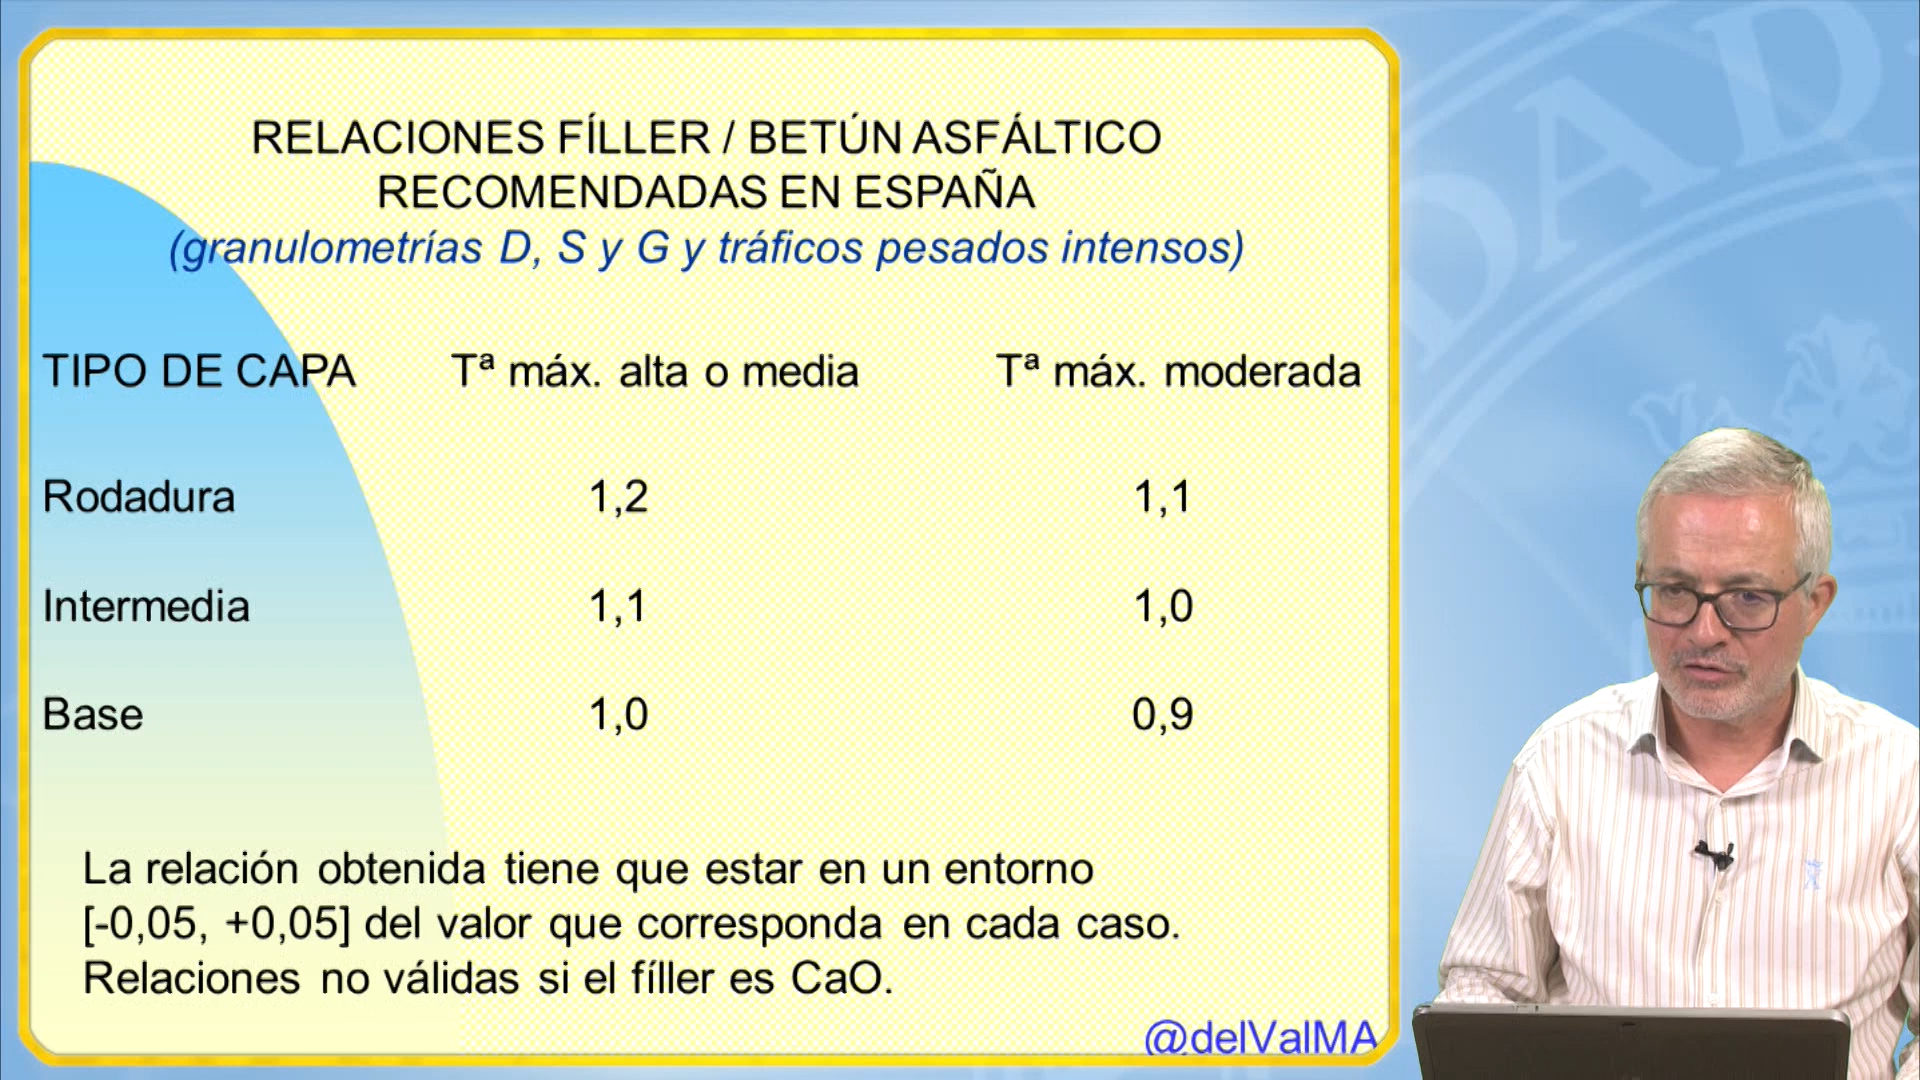 RELACIONES FÍLLER / BETÚN ASFÁLTICO
RECOMENDADAS EN ESPAÑA
(granulometrías D, S y G y tráficos pesados intensos)
TIPO DE CAPA Tª máx. alta o media Tª máx. moderada
Rodadura 1,2 1,1
Intermedia 1,1 1,0
Base 1,0 0,9
La relación obtenida tiene que estar en un entorno
[-0,05, +0,05] del valor que corresponda en cada caso.
Relaciones no válidas si el fíller es CaO.
@delValMA
DAD